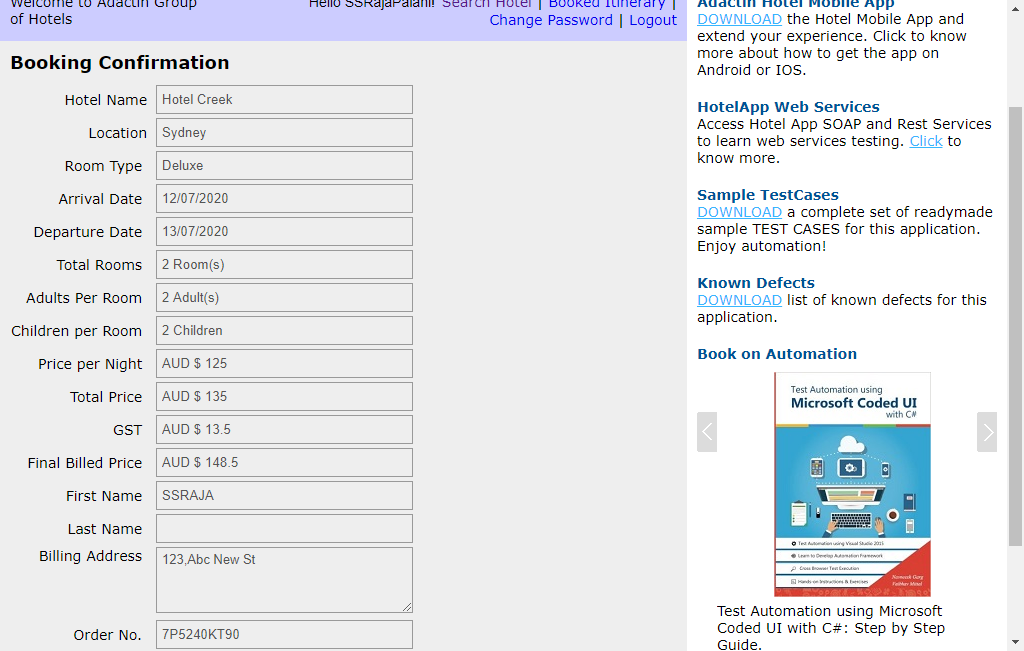 Welcome to Adactin Group
of Hotels
Hello SSRajaPalani! Search Hotel | Booked Itinerary |
Change Password | Logout
Booking Confirmation
Hotel Name Hotel Creek
Location Sydney
Room Type Deluxe
Arrival Date 12/07/2020
Departure Date 13/07/2020
Total Rooms 2 Room(s)
Adults Per Room 2 Adult(s)
Children per Room 2 Children
Price per Night AUD $ 125
Total Price AUD $ 135
GST AUD $ 13.5
Final Billed Price AUD $ 148.5
First Name SSRAJA
Last Name
Billing Address 123,Abc New St
Order No. 7P5240KT90
Adactin Hotel Mobile App
DOWNLOAD the Hotel Mobile App and
extend your experience. Click to know
more about how to get the app on
Android or IOS.
HotelApp Web Services
Access Hotel App SOAP and Rest Services
to learn web services testing. Click to
know more.
Sample TestCases
DOWNLOAD a complete set of readymade
sample TEST CASES for this application.
Enjoy automation!
Known Defects
DOWNLOAD list of known defects for this
application.
Book on Automation
Test Automation using
Microsoft Coded UI
with C#
Test Automation using Visual Studio 2015
Learn to Develop Automation Framework
Cross Browser Test Execution
Hands on Instructions & Exercises
Navneesh Garg
Vaibhav Mittal
Test Automation using Microsoft
Coded UI with C#: Step by Step
Guide.